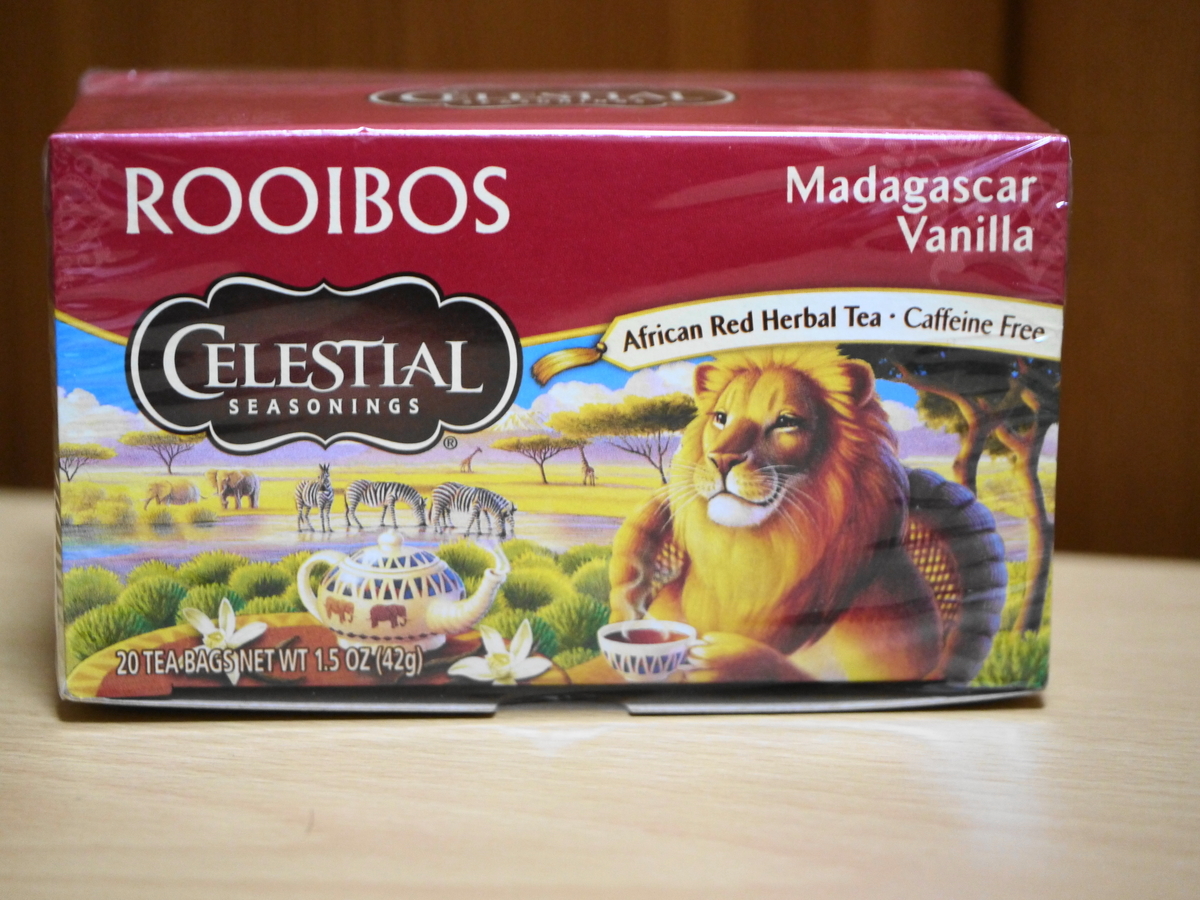 CELESTIAL
ROOIBOS
Madagascar
Vanilla
African Red Herbal Tea · Caffeine Free
CELESTIAL
SEASONINGS
®
20 TEA BAGS NET WT 1.5 OZ (42g)